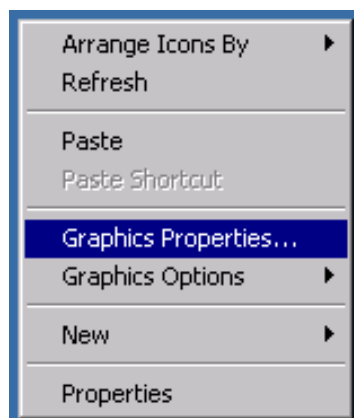 Arrange Icons By
Refresh
Paste
Paste Shortcut
Graphics Properties...
Graphics Options
New
Properties